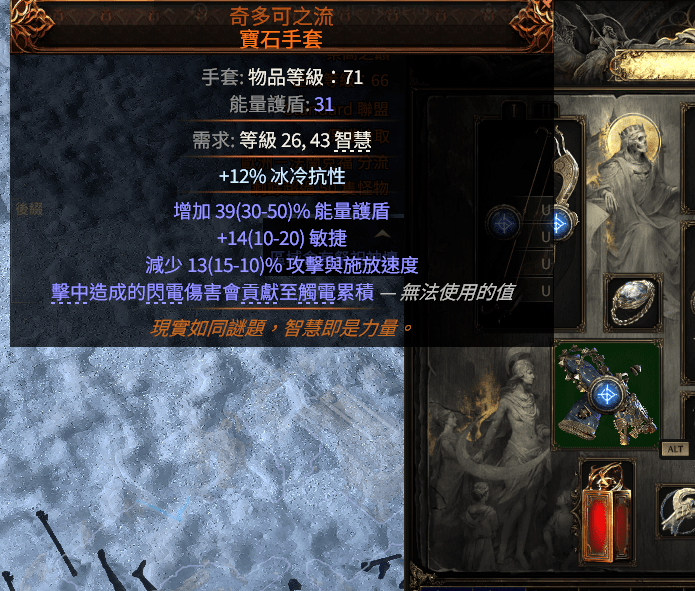 奇多可之流
寶石手套
手套: 物品等級：71
能量護盾: 31
需求: 等級 26, 43 智慧
+12% 冰冷抗性
增加 39(30-50)% 能量護盾
+14(10-20) 敏捷
減少 13(15-10)% 攻擊與施放速度
擊中造成的閃電傷害會貢獻至觸電累積 — 無法使用的值
現實如同謎題，智慧即是力量。
後綴
I
ALT